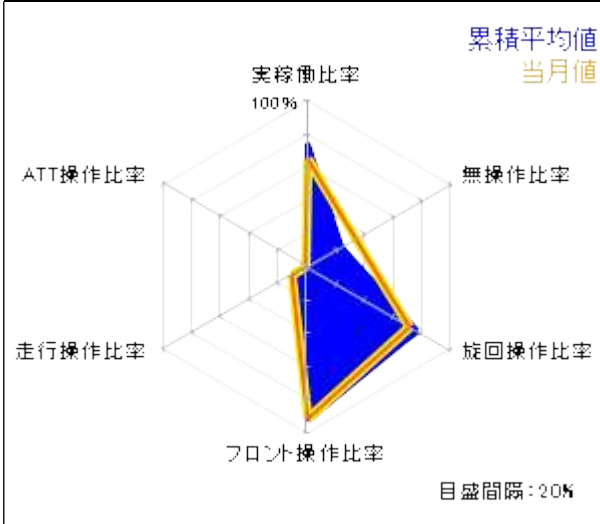 累積平均値
当月値
実稼働比率
100%
ATT操作比率
無操作比率
走行操作比率
旋回操作比率
フロント操作比率
目盛間隔：20%